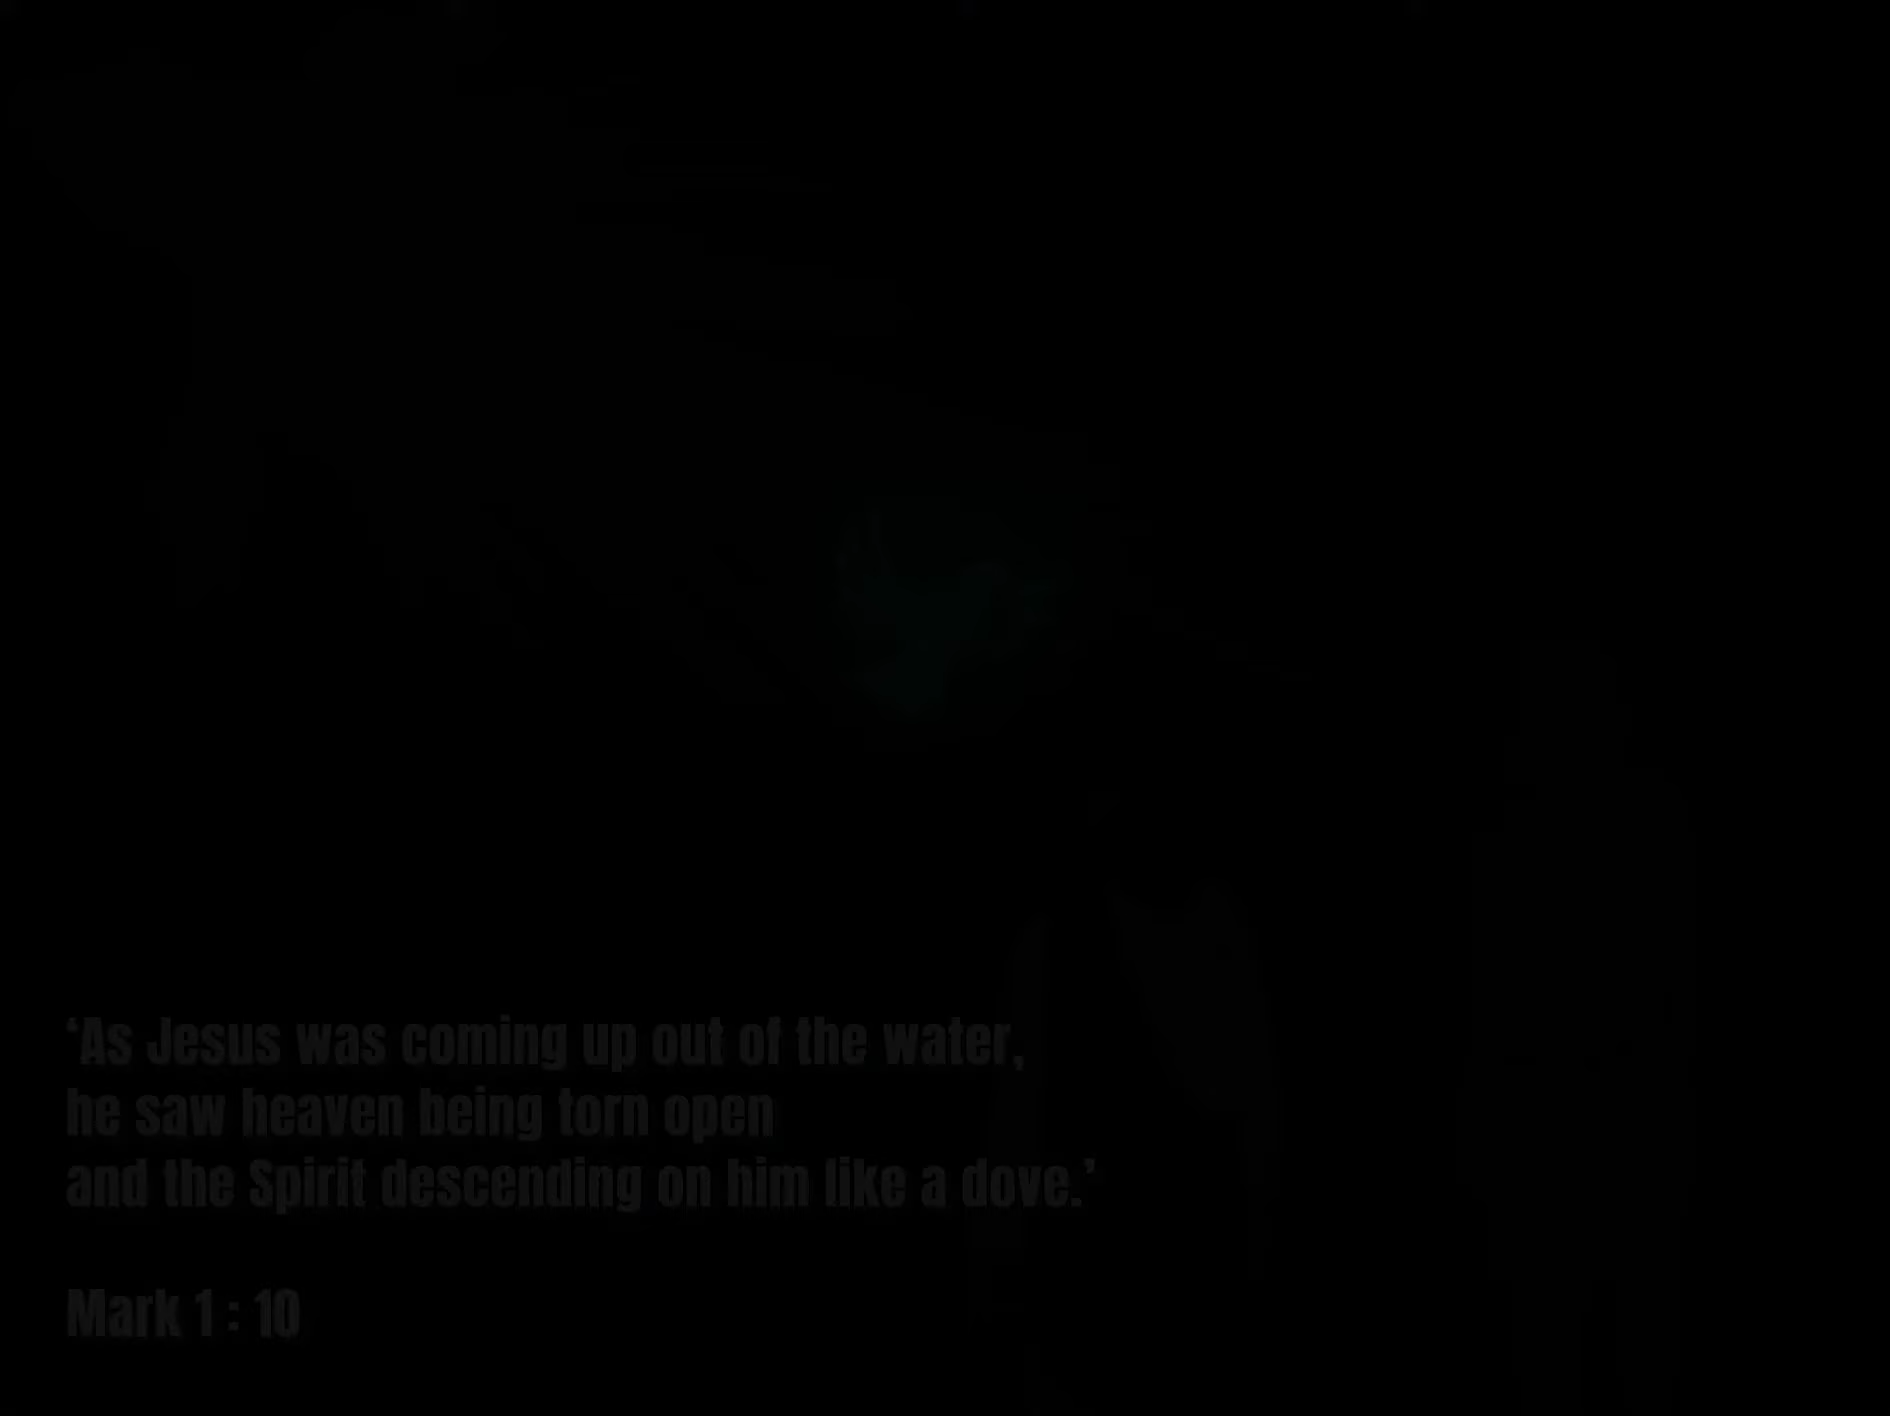 ‘As Jesus was coming up out of the water,
he saw heaven being torn open
and the Spirit descending on him like a dove.’
Mark 1 : 10